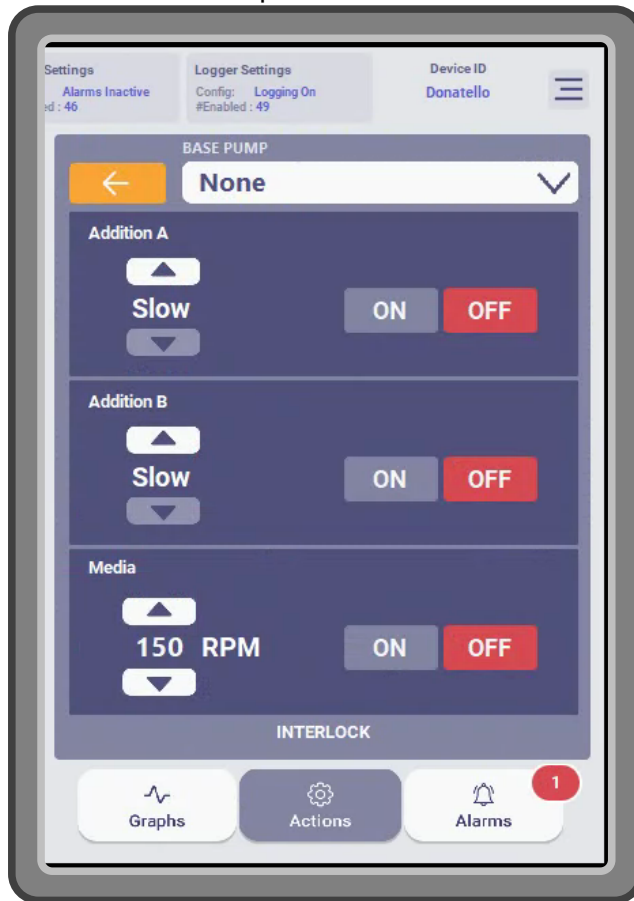 Settings
Alarms Inactive
ed : 46
Logger Settings
Config: Logging On
#Enabled : 49
Device ID
Donatello
BASE PUMP
None
Addition A
Slow
ON OFF
Addition B
Slow
ON OFF
Media
150 RPM
ON OFF
INTERLOCK
Graphs
Actions
1
Alarms